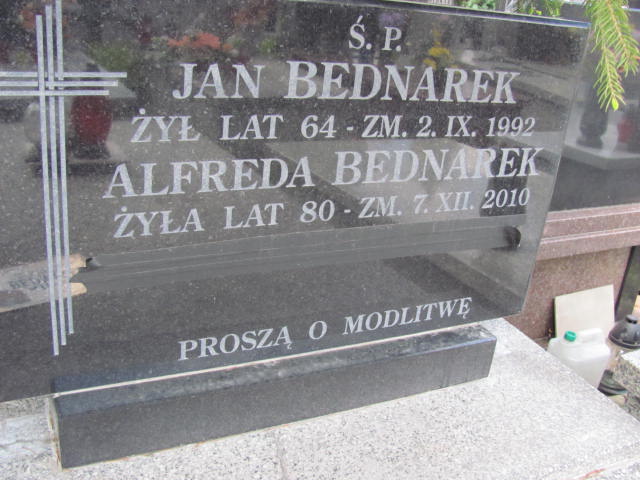 Ś. P.
JAN BEDNAREK
ŻYŁ LAT 64 - ZM. 2. IX. 1992
ALFREDA BEDNAREK
ŻYŁA LAT 80 - ZM. 7. XII. 2010
PROSZĄ O MODLITWĘ